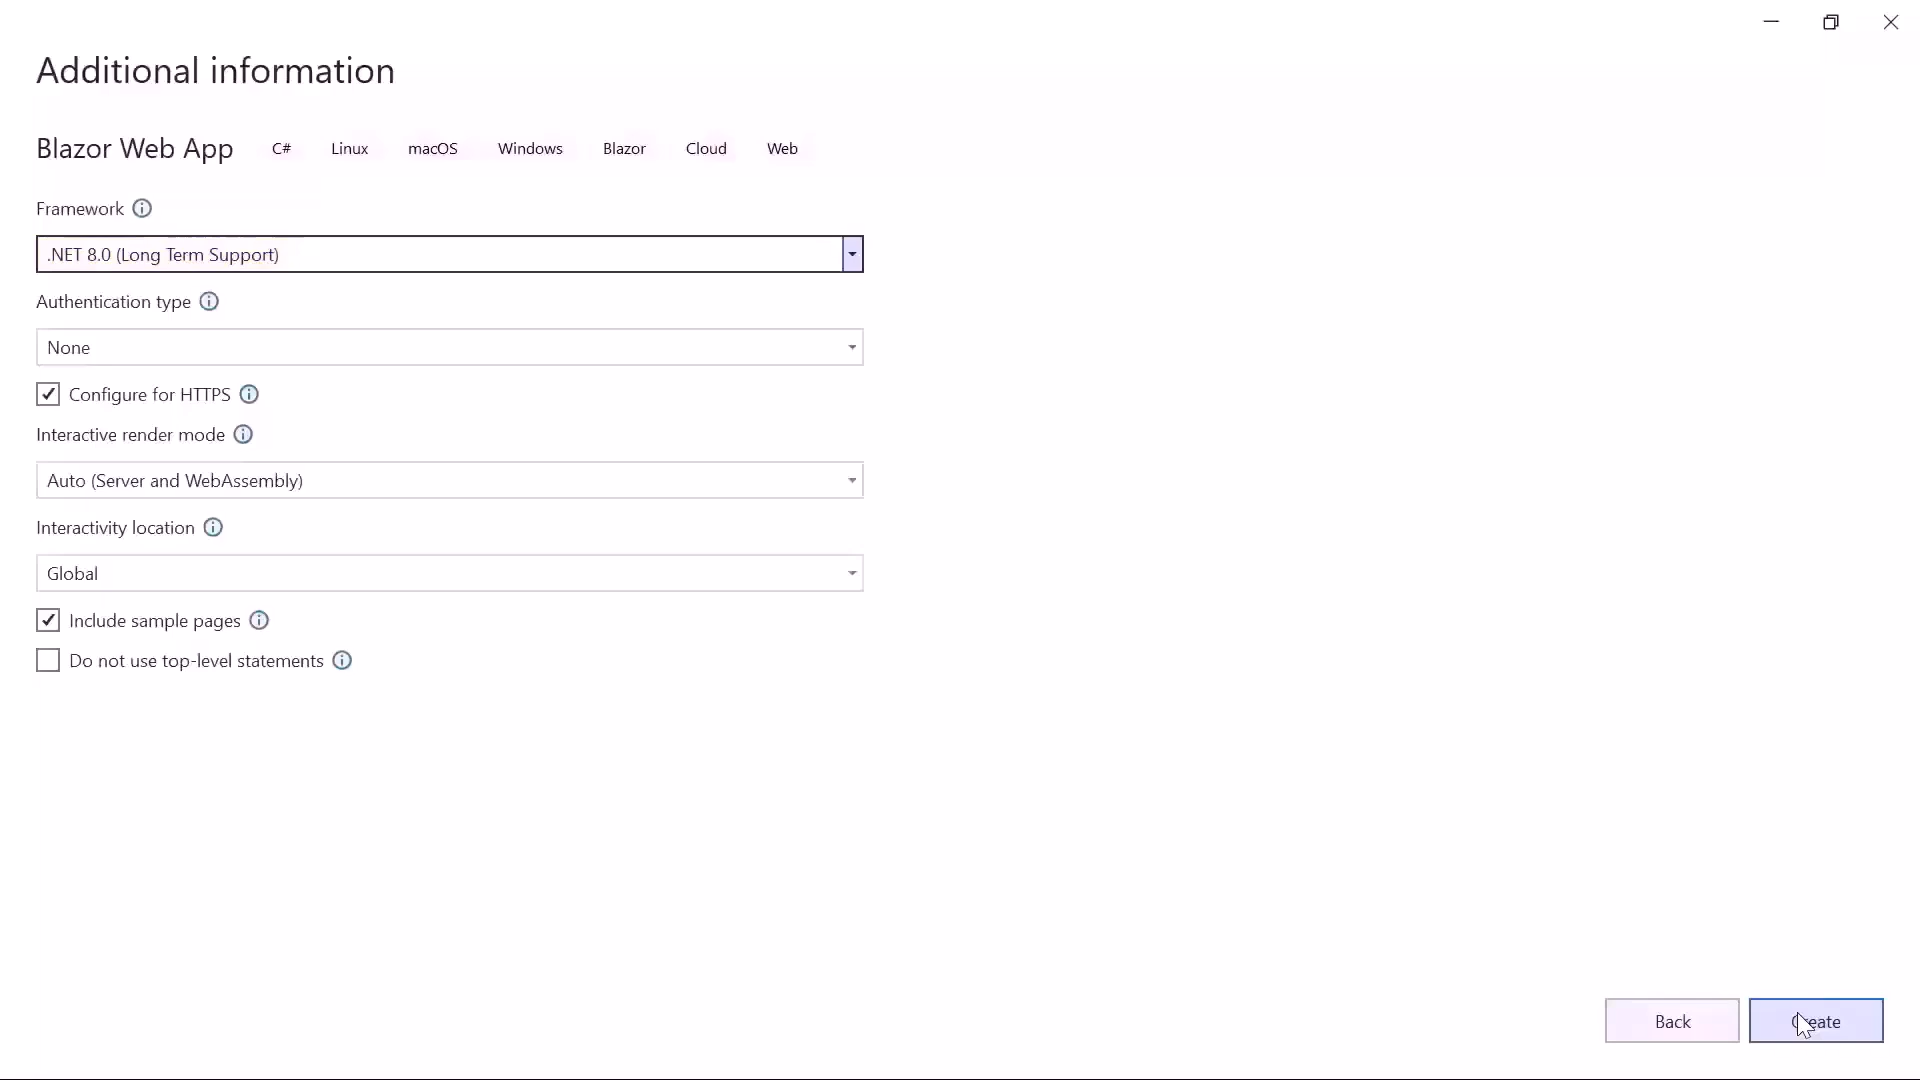 Additional information
Blazor Web App C# Linux macOS Windows Blazor Cloud Web
Framework
.NET 8.0 (Long Term Support)
Authentication type
None
Configure for HTTPS
Interactive render mode
Auto (Server and WebAssembly)
Interactivity location
Global
Include sample pages
Do not use top-level statements
Back Create